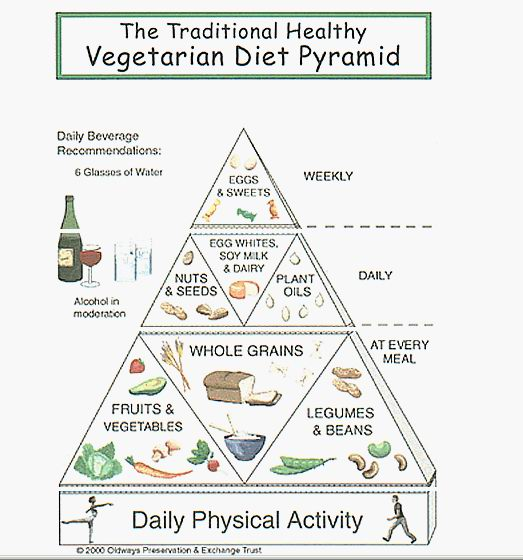 The Traditional Healthy
Vegetarian Diet Pyramid
Daily Beverage
Recommendations:
6 Glasses of Water
Alcohol in
moderation
EGGS
& SWEETS
WEEKLY
EGG WHITES,
SOY MILK
& DAIRY
NUTS
& SEEDS
PLANT
OILS
DAILY
AT EVERY
MEAL
WHOLE GRAINS
FRUITS &
VEGETABLES
LEGUMES
& BEANS
Daily Physical Activity
© 2000 Oldways Preservation & Exchange Trust